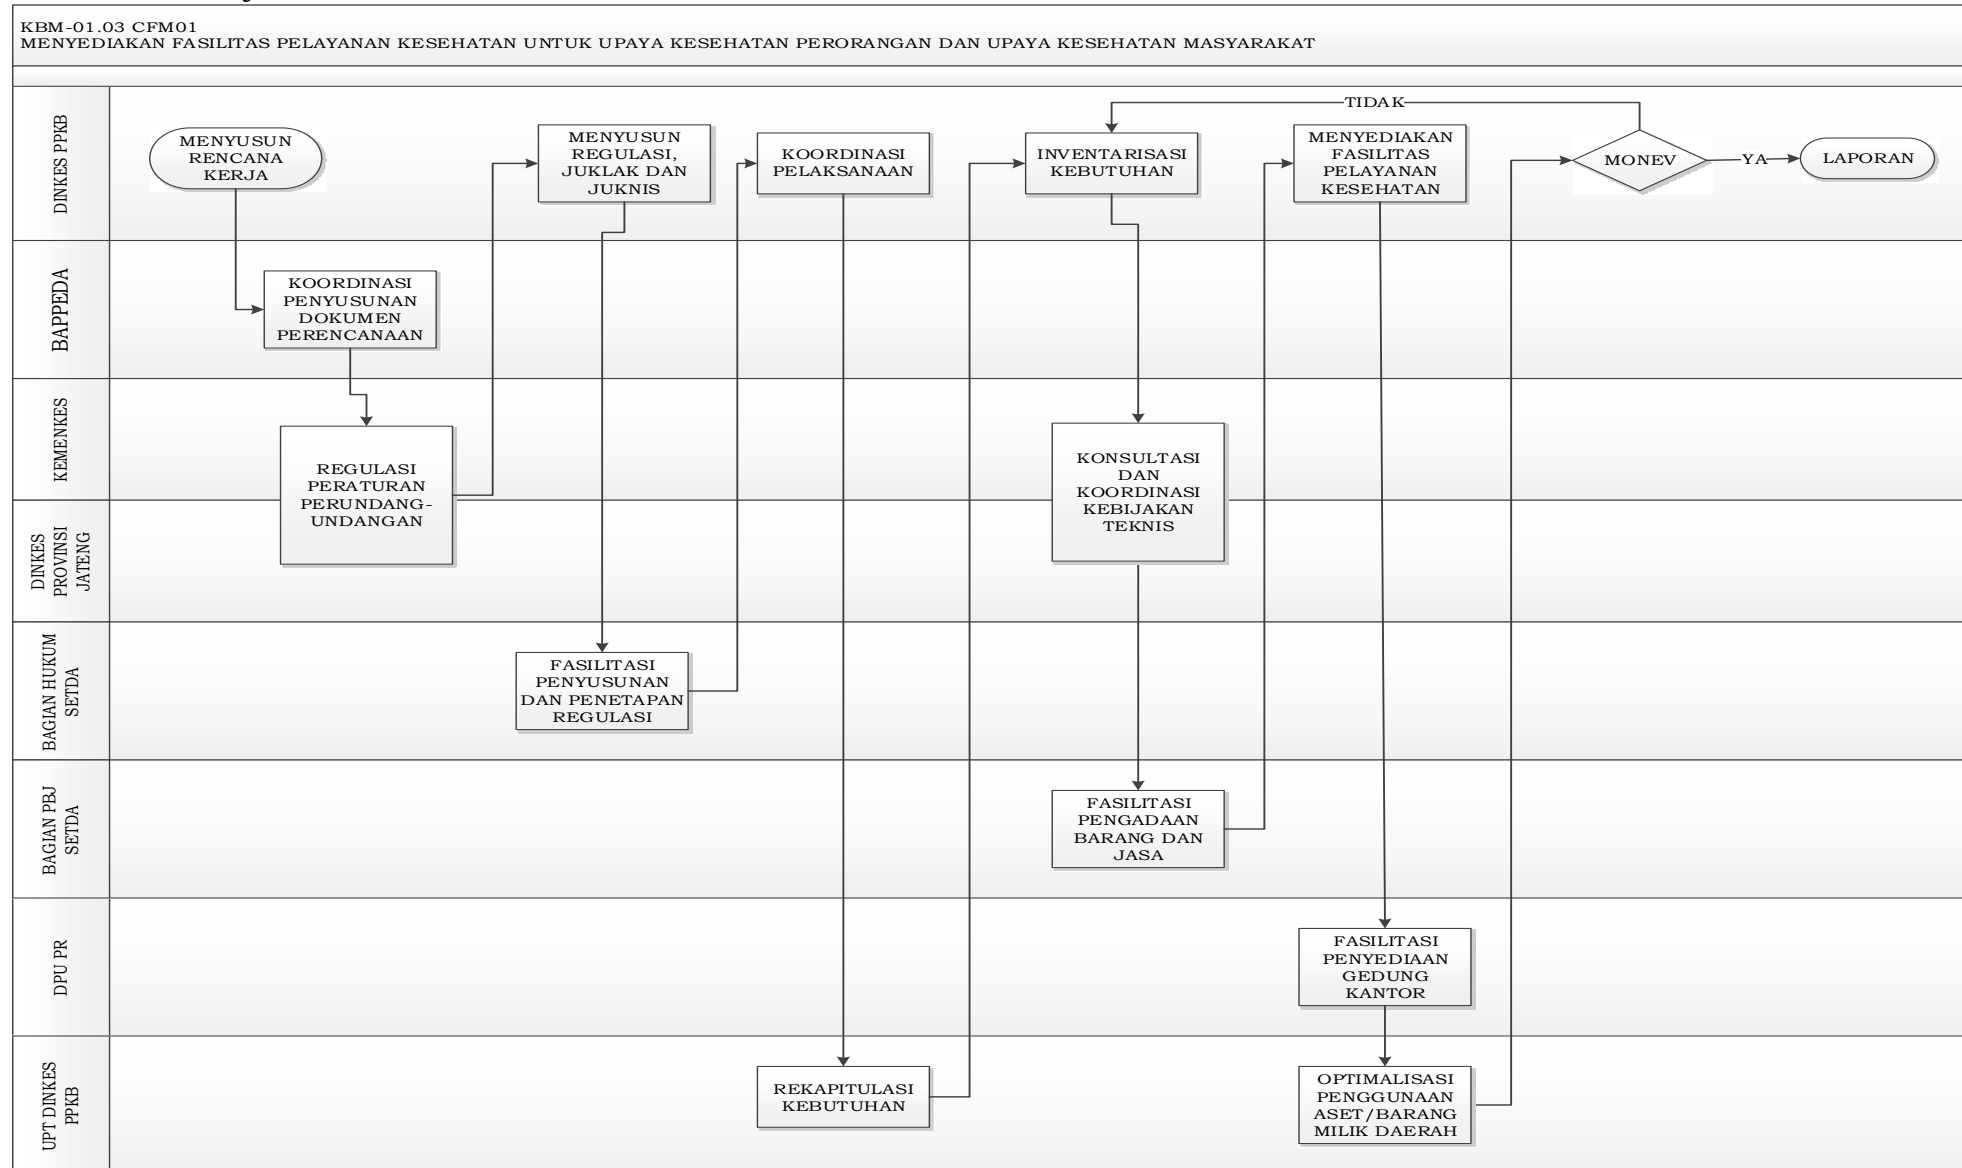 KBM-01.03 CFM01
MENYEDIAKAN FASILITAS PELAYANAN KESEHATAN UNTUK UPAYA KESEHATAN PERORANGAN DAN UPAYA KESEHATAN MASYARAKAT
DINKES PPKB
MENYUSUN
RENCANA
KERJA
MENYUSUN
REGULASI,
JUKLAK DAN
JUKNIS
KOORDINASI
PELAKSANAAN
TIDAK
INVENTARISASI
KEBUTUHAN
MENYEDIAKAN
FASILITAS
PELAYANAN
KESEHATAN
MONEV
YA
LAPORAN
BAPPEDA
KOORDINASI
PENYUSUNAN
DOKUMEN
PERENCANAAN
KEMENKES
REGULASI
PERATURAN
PERUNDANG-
UNDANGAN
KONSULTASI
DAN
KOORDINASI
KEBIJAKAN
TEKNIS
DINKES
PROVINSI
JATENG
BAGIAN HUKUM
SETDA
FASILITASI
PENYUSUNAN
DAN PENETAPAN
REGULASI
BAGIAN PBJ
SETDA
FASILITASI
PENGADAAN
BARANG DAN
JASA
DPU PR
FASILITASI
PENYEDIAAN
GEDUNG
KANTOR
UPT DINKES
PPKB
REKAPITULASI
KEBUTUHAN
OPTIMALISASI
PENGGUNAAN
ASET/BARANG
MILIK DAERAH